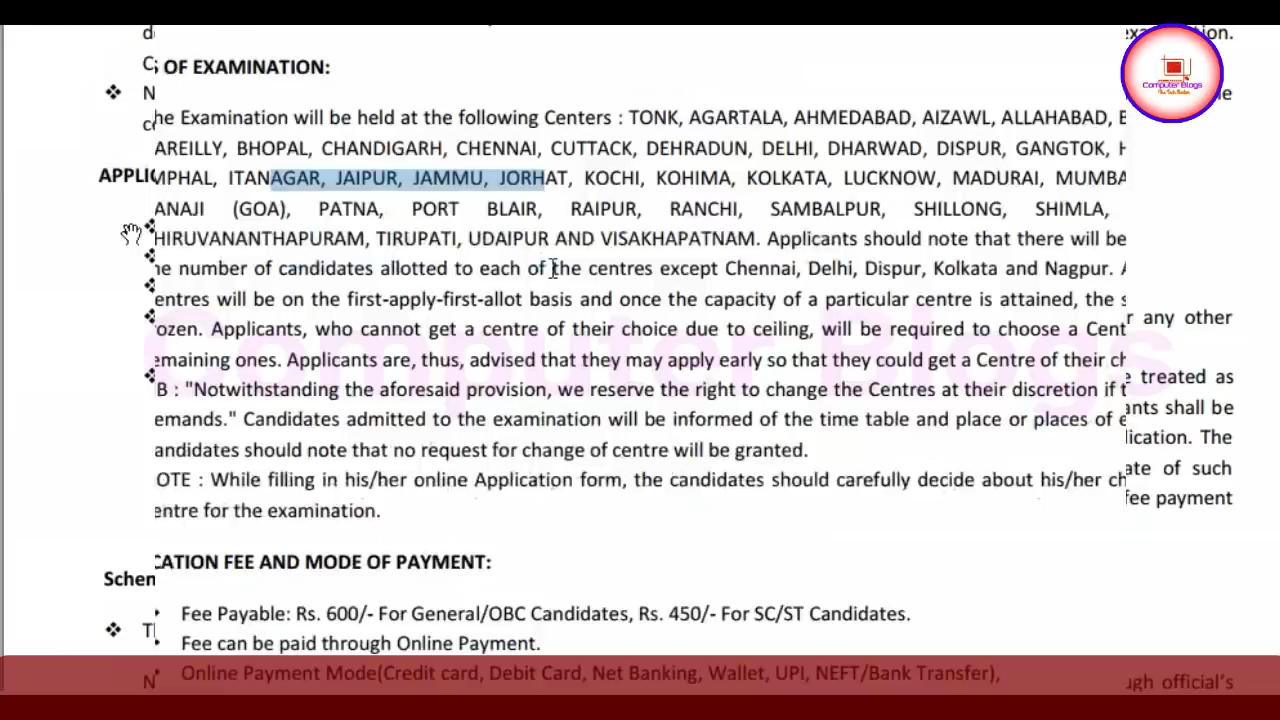 OF EXAMINATION:
he Examination will be held at the following Centers : TONK, AGARTALA, AHMEDABAD, AIZAWL, ALLAHABAD, B
AREILLY, BHOPAL, CHANDIGARH, CHENNAI, CUTTACK, DEHRADUN, DELHI, DHARWAD, DISPUR, GANGTOK, H
MPHAL, ITANAGAR, JAIPUR, JAMMU, JORHAT, KOCHI, KOHIMA, KOLKATA, LUCKNOW, MADURAI, MUMBA
ANAJI (GOA), PATNA, PORT BLAIR, RAIPUR, RANCHI, SAMBALPUR, SHILLONG, SHIMLA,
HIRUVANANTHAPURAM, TIRUPATI, UDAIPUR AND VISAKHAPATNAM. Applicants should note that there will be
he number of candidates allotted to each of the centres except Chennai, Delhi, Dispur, Kolkata and Nagpur. A
entres will be on the first-apply-first-allot basis and once the capacity of a particular centre is attained, the s
ozen. Applicants, who cannot get a centre of their choice due to ceiling, will be required to choose a Cent
emaining ones. Applicants are, thus, advised that they may apply early so that they could get a Centre of their ch
B : "Notwithstanding the aforesaid provision, we reserve the right to change the Centres at their discretion if t
emands." Candidates admitted to the examination will be informed of the time table and place or places of e
andidates should note that no request for change of centre will be granted.
OTE : While filling in his/her online Application form, the candidates should carefully decide about his/her ch
entre for the examination.
CATION FEE AND MODE OF PAYMENT:
Fee Payable: Rs. 600/- For General/OBC Candidates, Rs. 450/- For SC/ST Candidates.
Fee can be paid through Online Payment.
Online Payment Mode(Credit card, Debit Card, Net Banking, Wallet, UPI, NEFT/Bank Transfer),
APPLIC
Schem
r any other
treated as
ants shall be
lication. The
ate of such
fee payment
ugh official's
Computer Blogs
Computer Blogs